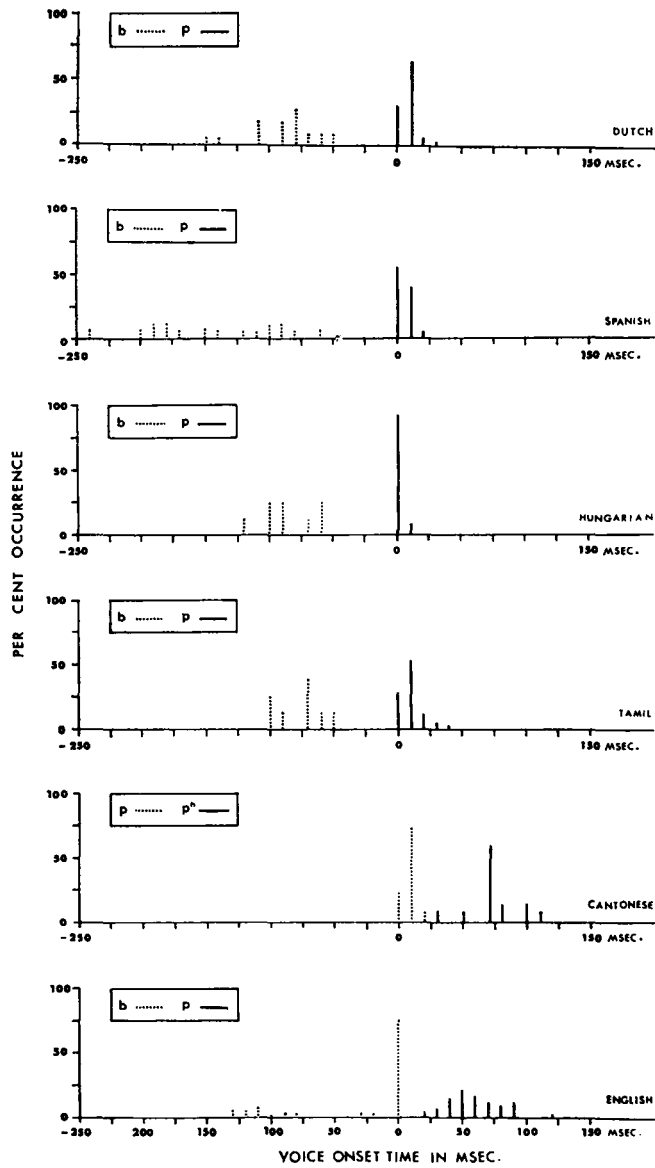 100
b ........ p ——
50
0
DUTCH
-250 0 150 MSEC.
100
b ........ p ——
50
0
SPANISH
-250 0 150 MSEC.
100
b ........ p ——
50
0
HUNGARIAN
-250 0 150 MSEC.
PER CENT OCCURRENCE
100
b ........ p ——
50
0
TAMIL
-250 0 150 MSEC.
100
p ........ pʰ ——
50
0
CANTONESE
-250 0 150 MSEC.
100
b ........ p ——
50
0
ENGLISH
-250 200 150 100 50 0 50 100 150 MSEC.
VOICE ONSET TIME IN MSEC.